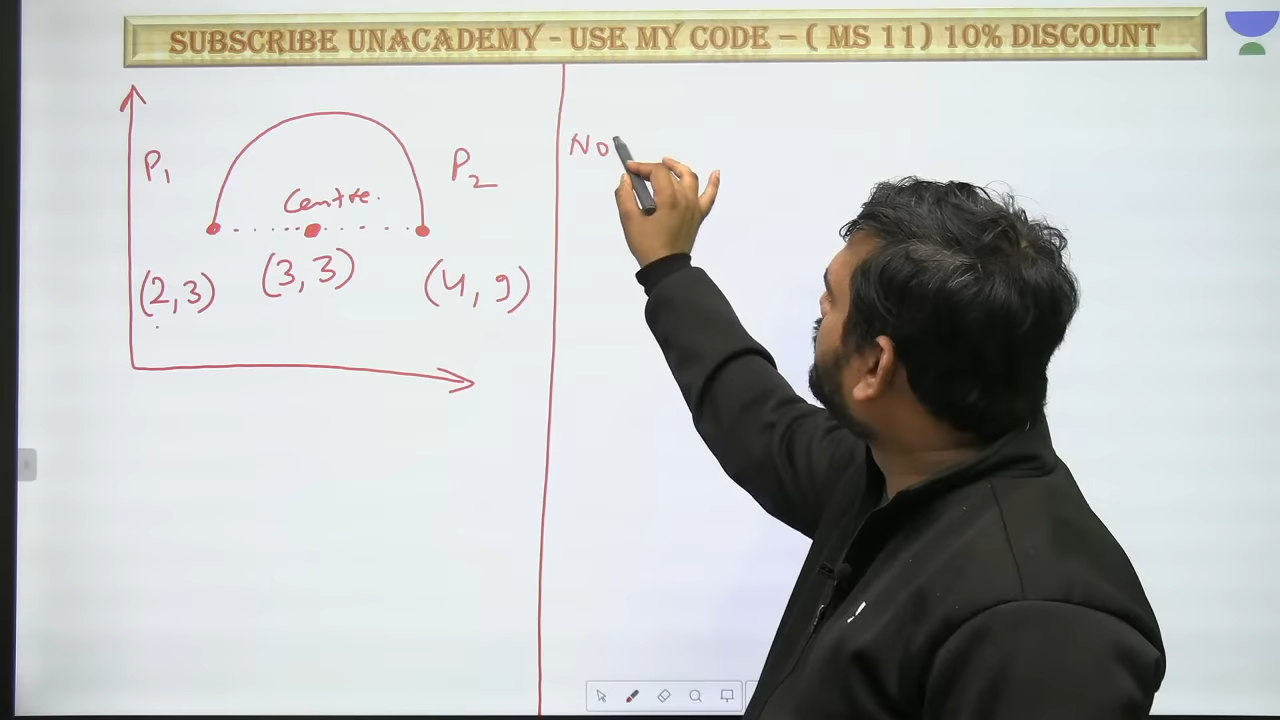 SUBSCRIBE UNACADEMY - USE MY CODE – ( MS 11) 10% DISCOUNT
P1 P2
Centre.
(2,3) (3,3) (4,9)
No